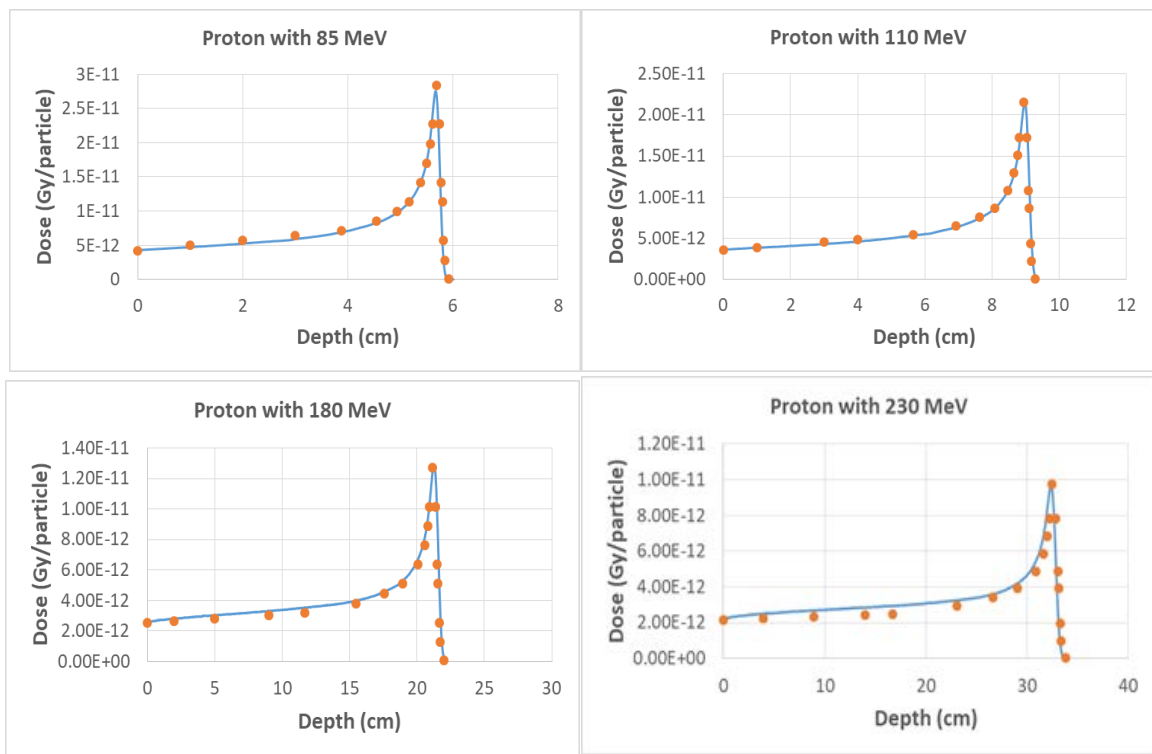 Proton with 85 MeV
Dose (Gy/particle)
3E-11
2.5E-11
2E-11
1.5E-11
1E-11
5E-12
0
0 2 4 6 8
Depth (cm)
Proton with 110 MeV
Dose (Gy/particle)
2.50E-11
2.00E-11
1.50E-11
1.00E-11
5.00E-12
0.00E+00
0 2 4 6 8 10 12
Depth (cm)
Proton with 180 MeV
Dose (Gy/particle)
1.40E-11
1.20E-11
1.00E-11
8.00E-12
6.00E-12
4.00E-12
2.00E-12
0.00E+00
0 5 10 15 20 25 30
Depth (cm)
Proton with 230 MeV
Dose (Gy/particle)
1.20E-11
1.00E-11
8.00E-12
6.00E-12
4.00E-12
2.00E-12
0.00E+00
0 10 20 30 40
Depth (cm)